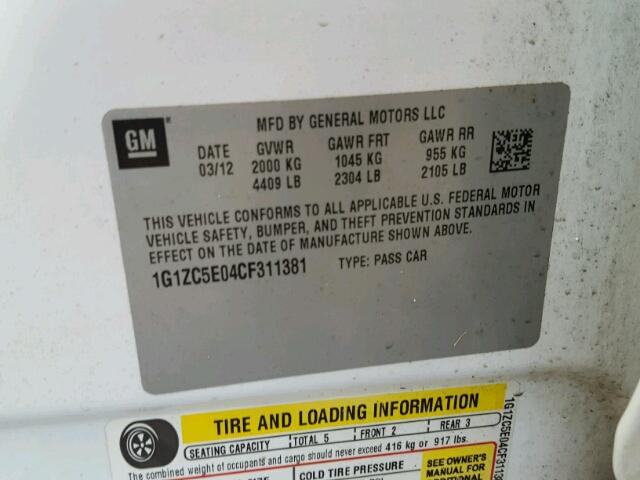 GM
MFD BY GENERAL MOTORS LLC
DATE GVWR GAWR FRT GAWR RR
03/12 2000 KG 1045 KG 955 KG
4409 LB 2304 LB 2105 LB
THIS VEHICLE CONFORMS TO ALL APPLICABLE U.S. FEDERAL MOTOR
VEHICLE SAFETY, BUMPER, AND THEFT PREVENTION STANDARDS IN
EFFECT ON THE DATE OF MANUFACTURE SHOWN ABOVE.
1G1ZC5E04CF311381 TYPE: PASS CAR
TIRE AND LOADING INFORMATION
SEATING CAPACITY TOTAL 5 FRONT 2 REAR 3
The combined weight of occupants and cargo should never exceed 416 kg or 917 lbs.
COLD TIRE PRESSURE
SEE OWNER'S
MANUAL FOR
1G1ZC5E04CF3113